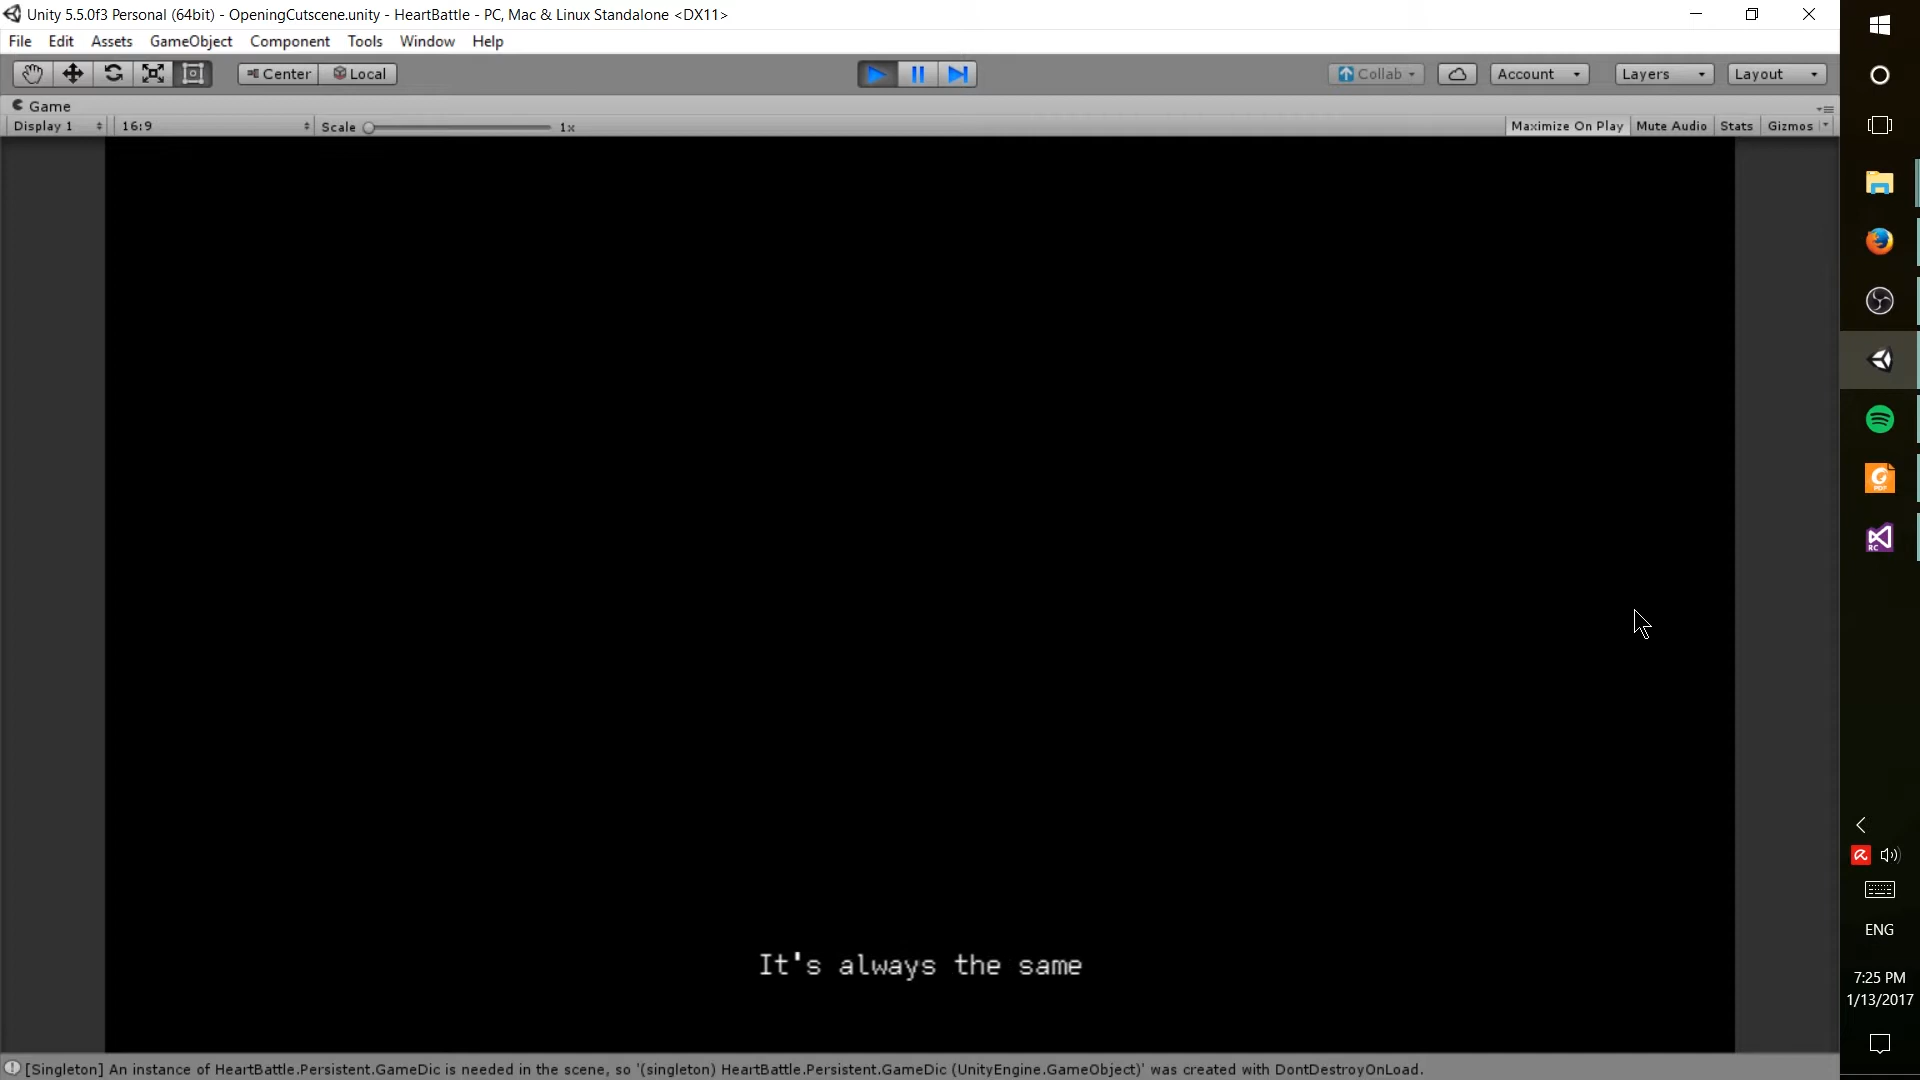 Unity 5.5.0f3 Personal (64bit) - OpeningCutscene.unity - HeartBattle - PC, Mac & Linux Standalone <DX11>
File Edit Assets GameObject Component Tools Window Help
Center Local Collab Account Layers Layout
Game
Display 1 16:9 Scale 1x Maximize On Play Mute Audio Stats Gizmos
It's always the same
[Singleton] An instance of HeartBattle.Persistent.GameDic is needed in the scene, so '(singleton) HeartBattle.Persistent.GameDic (UnityEngine.GameObject)' was created with DontDestroyOnLoad.
PDF
RC
ENG
7:25 PM
1/13/2017